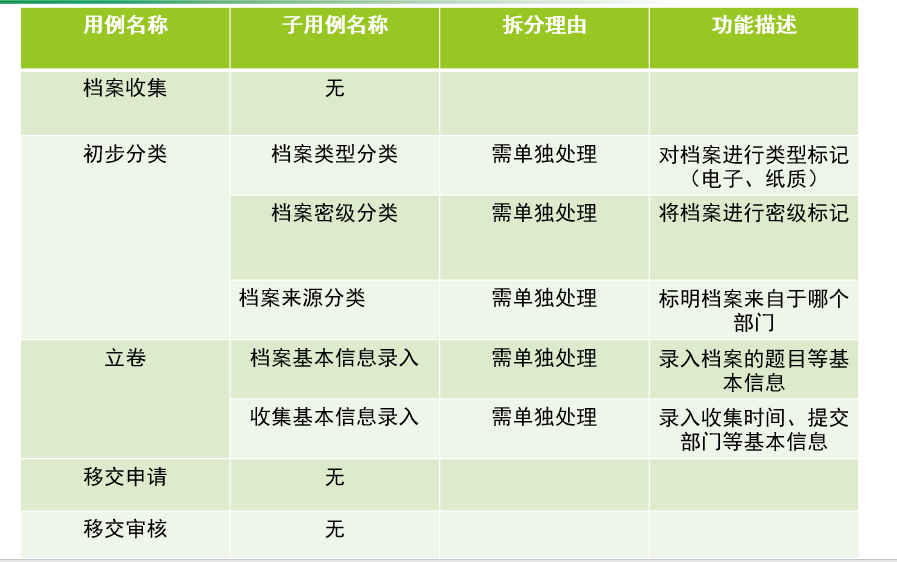 用例名称 子用例名称 拆分理由 功能描述
档案收集 无
初步分类 档案类型分类 需单独处理 对档案进行类型标记
（电子、纸质）
档案密级分类 需单独处理 将档案进行密级标记
档案来源分类 需单独处理 标明档案来自于哪个
部门
立卷 档案基本信息录入 需单独处理 录入档案的题目等基
本信息
收集基本信息录入 需单独处理 录入收集时间、提交
部门等基本信息
移交申请 无
移交审核 无